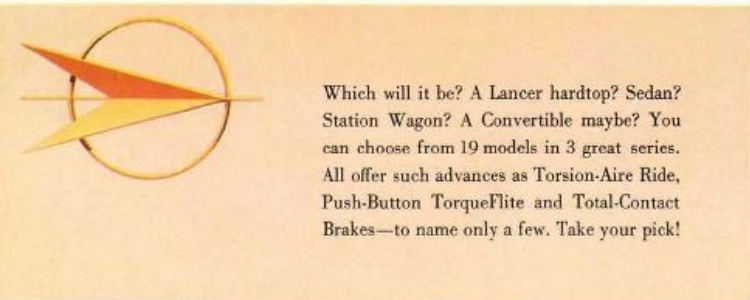 Which will it be? A Lancer hardtop? Sedan?
Station Wagon? A Convertible maybe? You
can choose from 19 models in 3 great series.
All offer such advances as Torsion-Aire Ride,
Push-Button TorqueFlite and Total-Contact
Brakes—to name only a few. Take your pick!